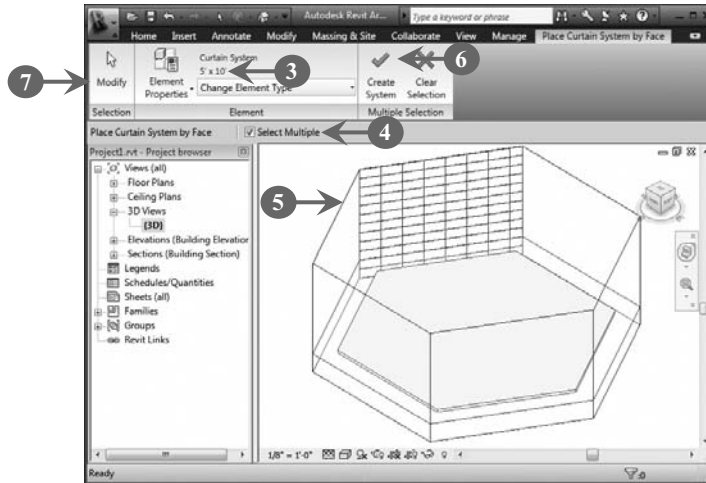 Autodesk Revit Ar...
Type a keyword or phrase
Home Insert Annotate Modify Massing & Site Collaborate View Manage Place Curtain System by Face
Modify
Element Properties
Curtain System
5' x 10'
Change Element Type
Create System
Clear Selection
Selection
Element
Multiple Selection
7
3
6
Place Curtain System by Face
Select Multiple
4
Project1.rvt - Project browser
Views (all)
Floor Plans
Ceiling Plans
3D Views
{3D}
Elevations (Building Elevation
Sections (Building Section)
Legends
Schedules/Quantities
Sheets (all)
Families
Groups
Revit Links
5
1/8" = 1'-0"
Ready
:0